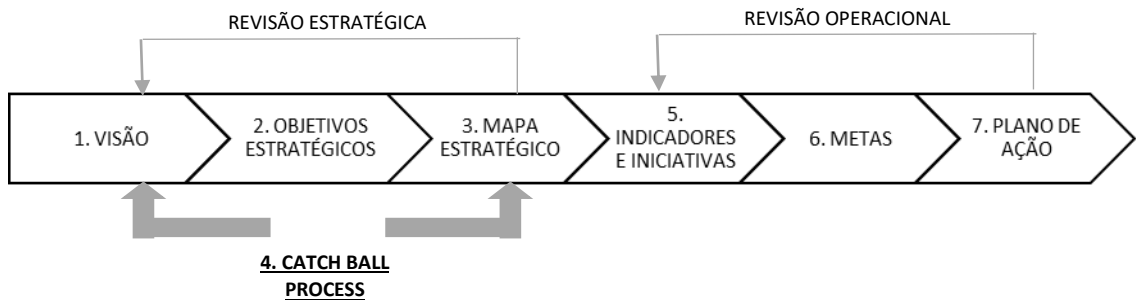 REVISÃO ESTRATÉGICA
REVISÃO OPERACIONAL
1. VISÃO
2. OBJETIVOS
ESTRATÉGICOS
3. MAPA
ESTRATÉGICO
5.
INDICADORES
E INICIATIVAS
6. METAS
7. PLANO DE
AÇÃO
4. CATCH BALL
PROCESS